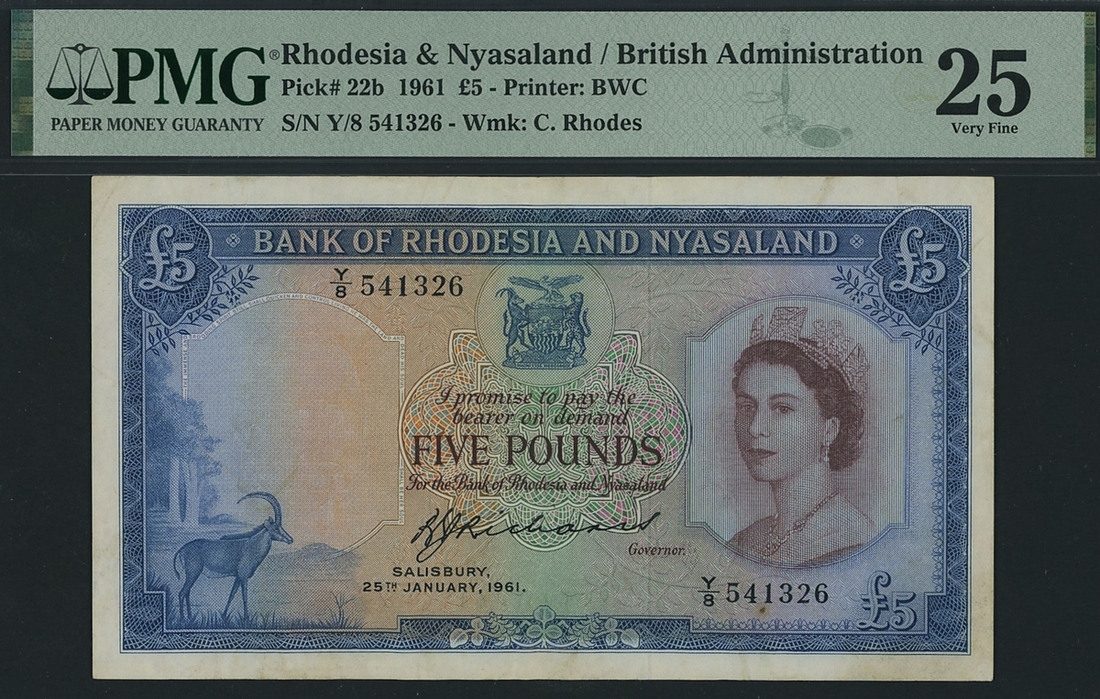 PMG® Rhodesia & Nyasaland / British Administration 25
Pick# 22b 1961 £5 - Printer: BWC
PAPER MONEY GUARANTY S/N Y/8 541326 - Wmk: C. Rhodes Very Fine
£5 BANK OF RHODESIA AND NYASALAND £5
Y/8 541326
I promise to pay the
bearer on demand
FIVE POUNDS
For the Bank of Rhodesia and Nyasaland
Governor.
SALISBURY,
25TH JANUARY, 1961.
Y/8 541326
£5